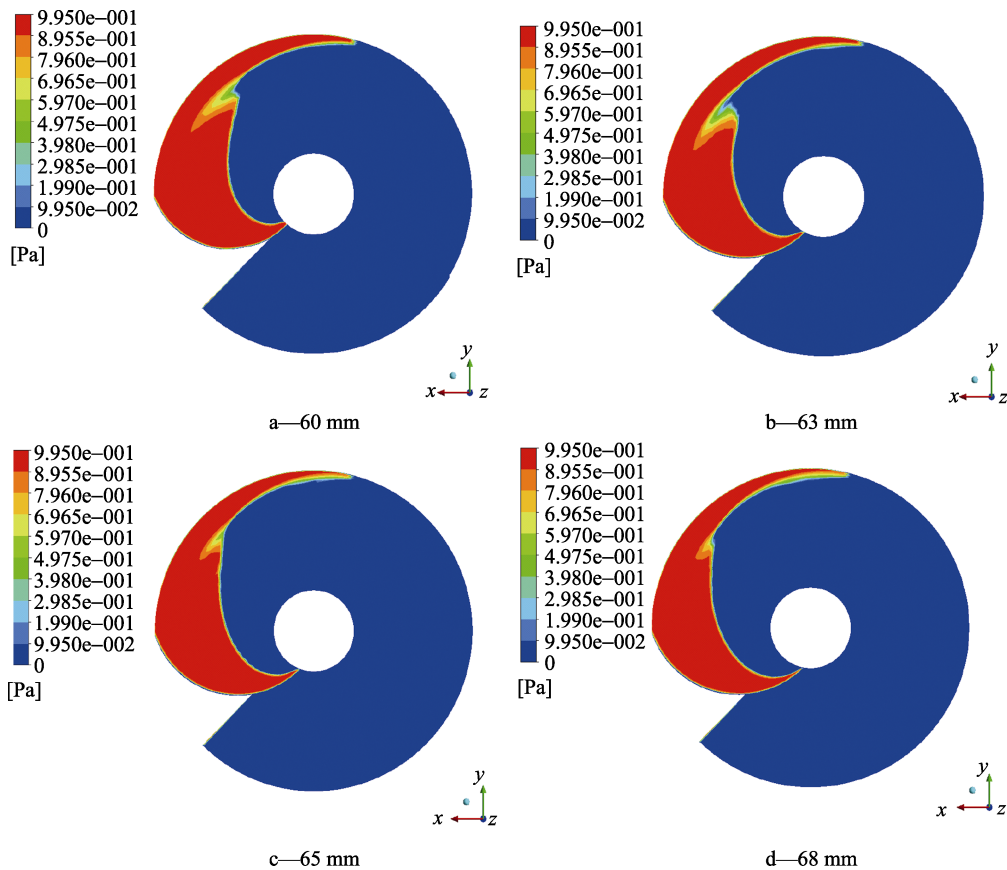 9.950e–001
8.955e–001
7.960e–001
6.965e–001
5.970e–001
4.975e–001
3.980e–001
2.985e–001
1.990e–001
9.950e–002
0
[Pa]
y
x
z
a—60 mm
9.950e–001
8.955e–001
7.960e–001
6.965e–001
5.970e–001
4.975e–001
3.980e–001
2.985e–001
1.990e–001
9.950e–002
0
[Pa]
y
x
z
b—63 mm
9.950e–001
8.955e–001
7.960e–001
6.965e–001
5.970e–001
4.975e–001
3.980e–001
2.985e–001
1.990e–001
9.950e–002
0
[Pa]
y
x
z
c—65 mm
9.950e–001
8.955e–001
7.960e–001
6.965e–001
5.970e–001
4.975e–001
3.980e–001
2.985e–001
1.990e–001
9.950e–002
0
[Pa]
y
x
z
d—68 mm